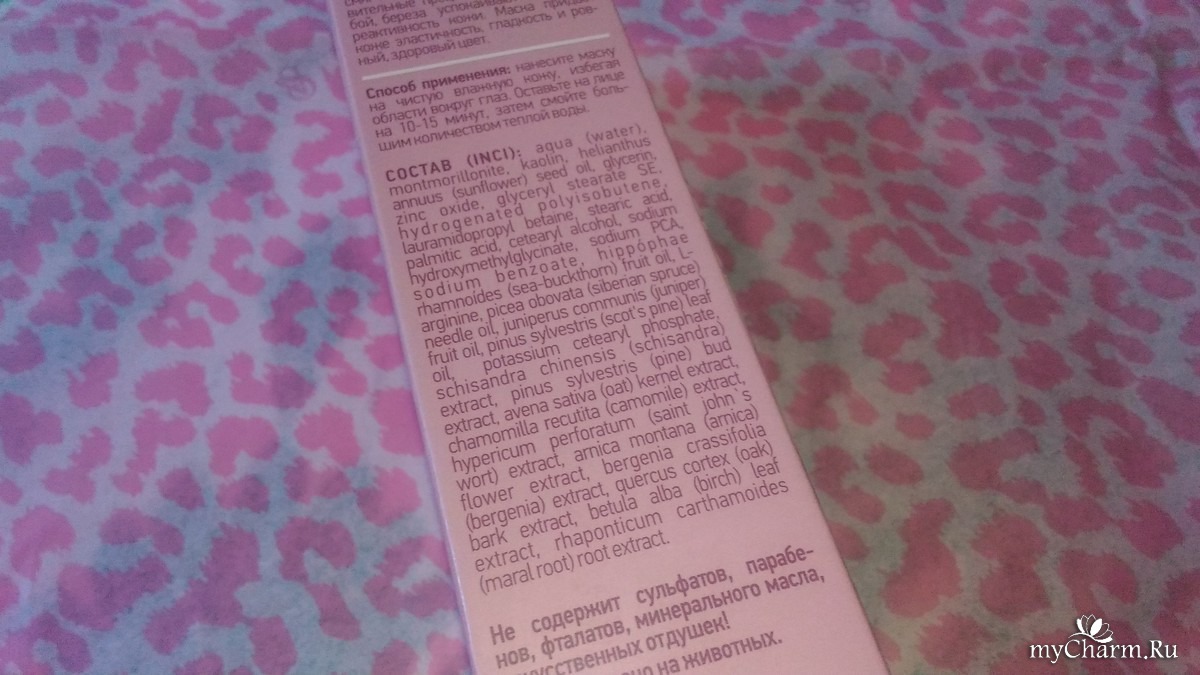 бой, береза успокаивает
реактивность кожи. Маска прида-
коже эластичность, гладкость и ров-
ный, здоровый цвет.
Способ применения: нанесите маску
на чистую влажную кожу, избегая
области вокруг глаз. Оставьте на лице
на 10-15 минут, затем смойте боль-
шим количеством теплой воды.
СОСТАВ (INCI): aqua (water),
montmorillonite, kaolin, helianthus
annuus (sunflower) seed oil, glycerin,
zinc oxide, glyceryl stearate SE,
hydrogenated polyisobutene,
lauramidopropyl betaine, stearic acid,
palmitic acid, cetearyl alcohol, sodium
hydroxymethylglycinate, sodium PCA,
sodium benzoate, hippophae
rhamnoides (sea-buckthorn) fruit oil, L-
arginine, picea obovata (siberian spruce)
needle oil, juniperus communis (juniper)
fruit oil, pinus sylvestris (scot's pine) leaf
oil, potassium cetearyl phosphate,
schisandra chinensis (schisandra)
extract, pinus sylvestris (pine) bud
extract, avena sativa (oat) kernel extract,
chamomilla recutita (camomile) extract,
hypericum perforatum (saint john`s
wort) extract, arnica montana (arnica)
flower extract, bergenia crassifolia
(bergenia) extract, quercus cortex (oak)
bark extract, betula alba (birch) leaf
extract, rhaponticum carthamoides
(maral root) root extract.
Не содержит сульфатов, парабе-
нов, фталатов, минерального масла,
отдушек!
на животных.
myCharm.Ru